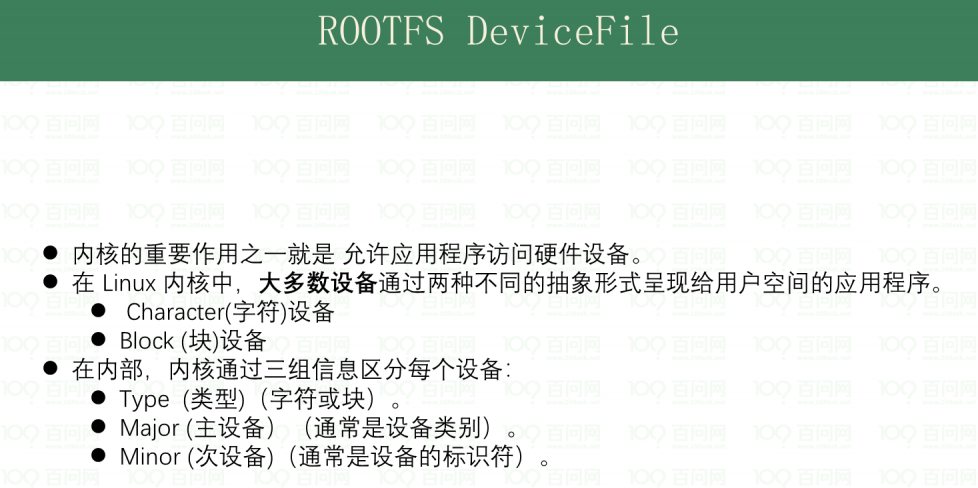 ROOTFS DeviceFile
● 内核的重要作用之一就是 允许应用程序访问硬件设备。
● 在 Linux 内核中，大多数设备通过两种不同的抽象形式呈现给用户空间的应用程序。
● Character(字符)设备
● Block (块)设备
● 在内部，内核通过三组信息区分每个设备：
● Type (类型)（字符或块）。
● Major (主设备）（通常是设备类别）。
● Minor (次设备)（通常是设备的标识符）。